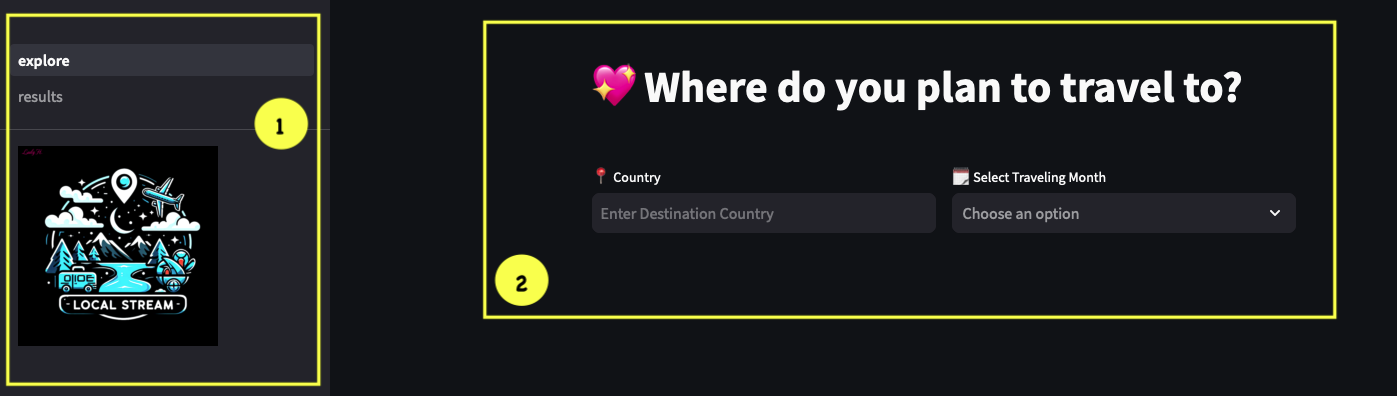 explore
results
1
LOCAL STREAM
💖 Where do you plan to travel to?
📍 Country
🗓️ Select Traveling Month
Enter Destination Country
Choose an option
2